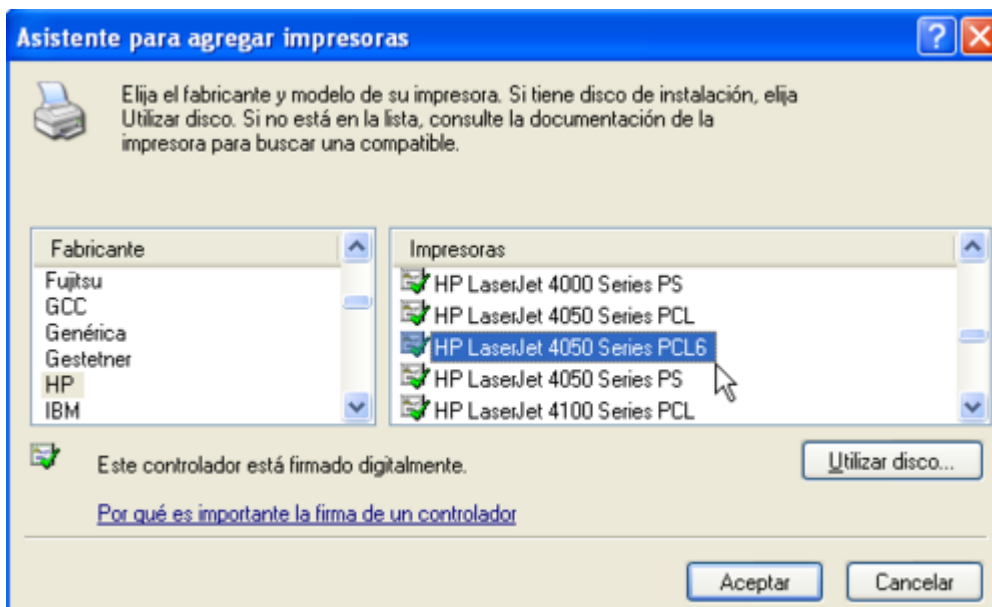 Asistente para agregar impresoras
Elija el fabricante y modelo de su impresora. Si tiene disco de instalación, elija
Utilizar disco. Si no está en la lista, consulte la documentación de la
impresora para buscar una compatible.
Fabricante
Fujitsu
GCC
Genérica
Gestetner
HP
IBM
Impresoras
HP LaserJet 4000 Series PS
HP LaserJet 4050 Series PCL
HP LaserJet 4050 Series PCL6
HP LaserJet 4050 Series PS
HP LaserJet 4100 Series PCL
Este controlador está firmado digitalmente.
Utilizar disco...
Por qué es importante la firma de un controlador
Aceptar
Cancelar